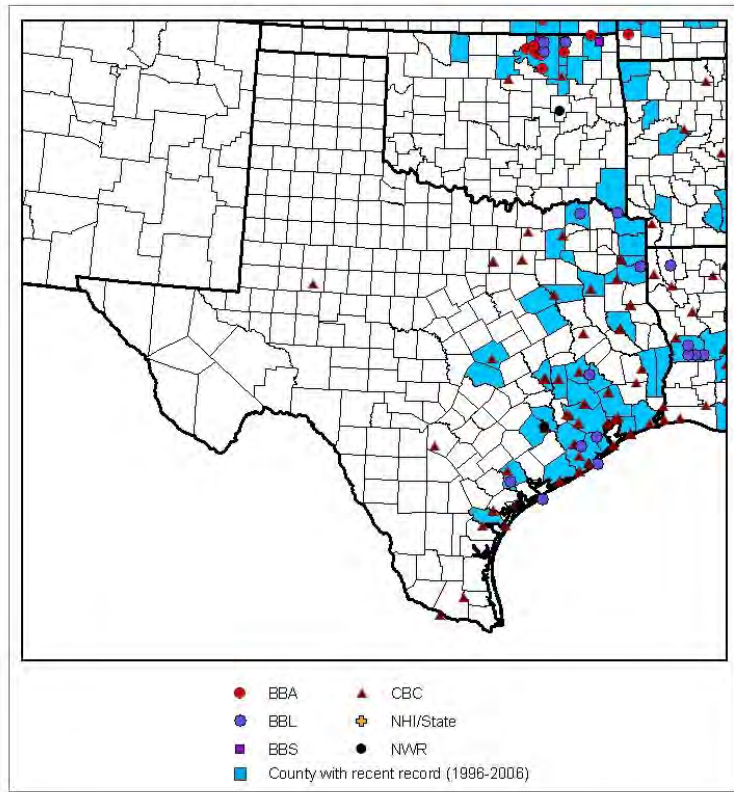 BBA CBC
BBL NHI/State
BBS NWR
County with recent record (1996-2006)